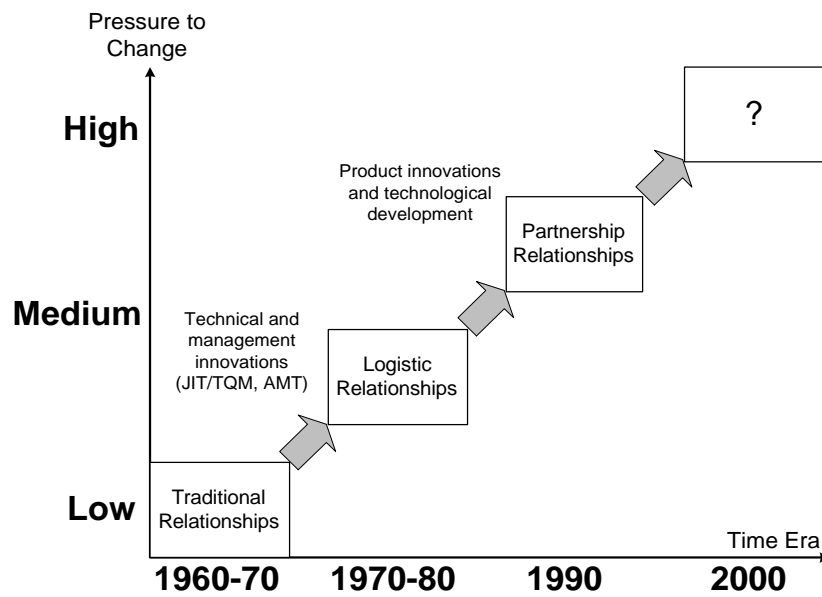 Pressure to
Change
High
?
Product innovations
and technological
development
Partnership
Relationships
Medium
Technical and
management
innovations
(JIT/TQM, AMT)
Logistic
Relationships
Low
Traditional
Relationships
Time Era
1960-70
1970-80
1990
2000